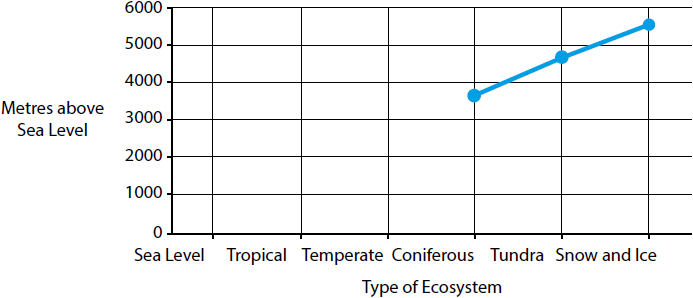 6000
5000
4000
3000
2000
1000
0
Metres above
Sea Level
Sea Level Tropical Temperate Coniferous Tundra Snow and Ice
Type of Ecosystem